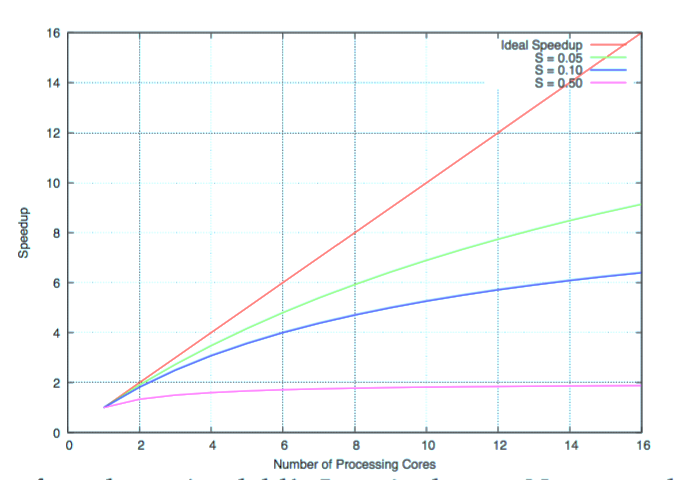 16
14
12
10
8
6
4
2
0
Speedup
Ideal Speedup
S = 0.05
S = 0.10
S = 0.50
0 2 4 6 8 10 12 14 16
Number of Processing Cores